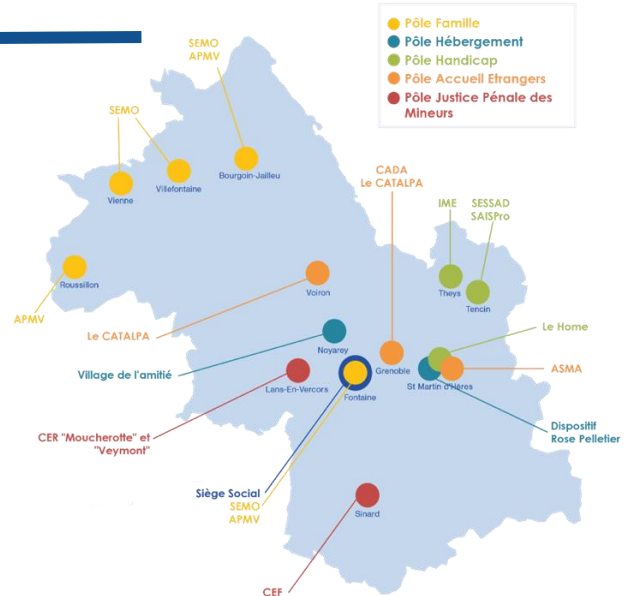 Pôle Famille
Pôle Hébergement
Pôle Handicap
Pôle Accueil Etrangers
Pôle Justice Pénale des
Mineurs
SEMO
APMV
SEMO
Bourgoin-Jailleu
Villefontaine
Vienne
CADA
Le CATALPA
IME
SESSAD
SAISPro
Roussillon
Voiron
Theys
Tencin
APMV
Le CATALPA
Noyarey
Le Home
Village de l'amitié
Grenoble
St Martin d'Hères
ASMA
Lans-En-Vercors
Fontaine
CER "Moucherotte" et
"Veymont"
Dispositif
Rose Pelletier
Siège Social
SEMO
APMV
Sinard
CEF